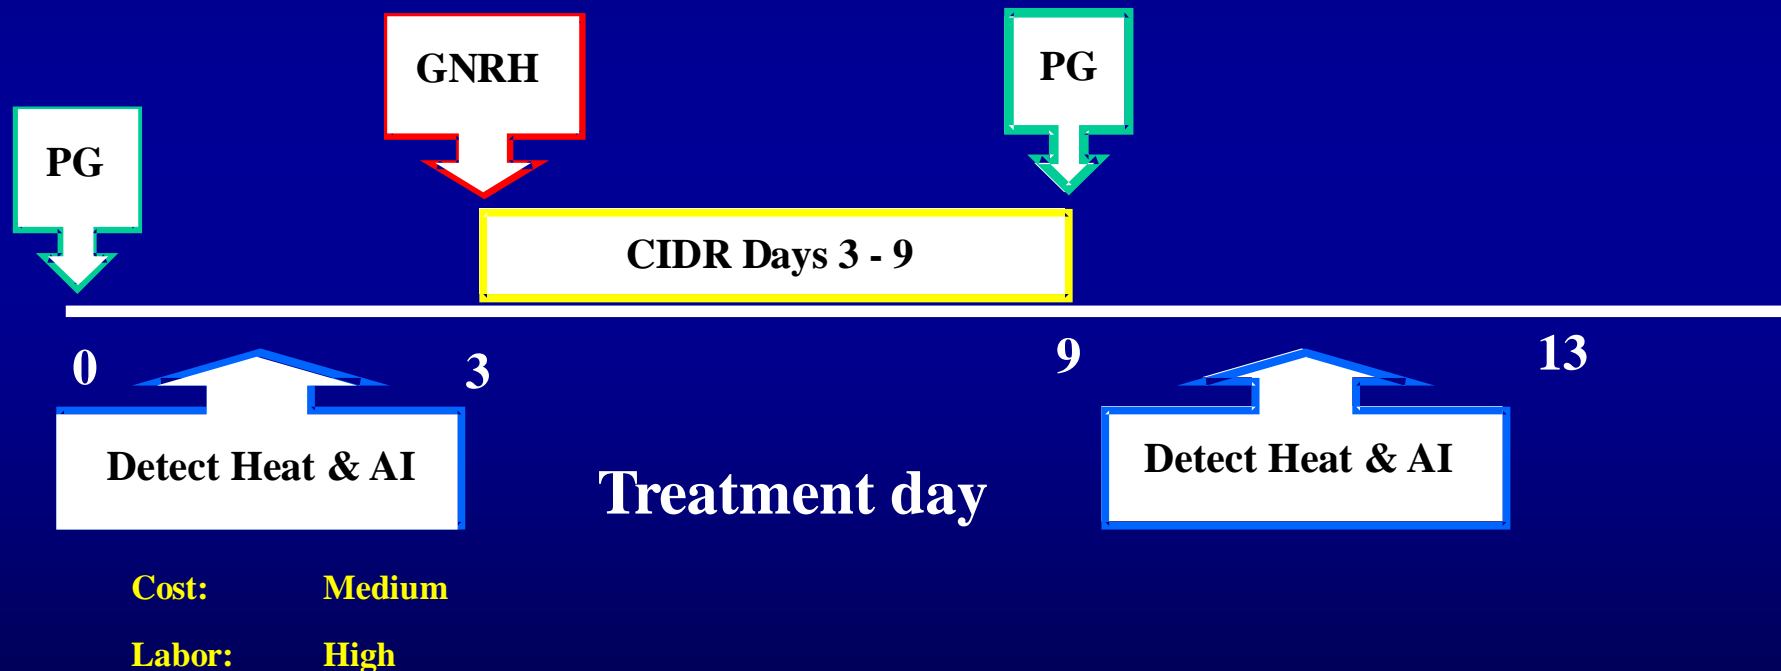 GNRH
PG
PG
CIDR Days 3 - 9
0
3
9
13
Detect Heat & AI
Detect Heat & AI
Treatment day
Cost: Medium
Labor: High